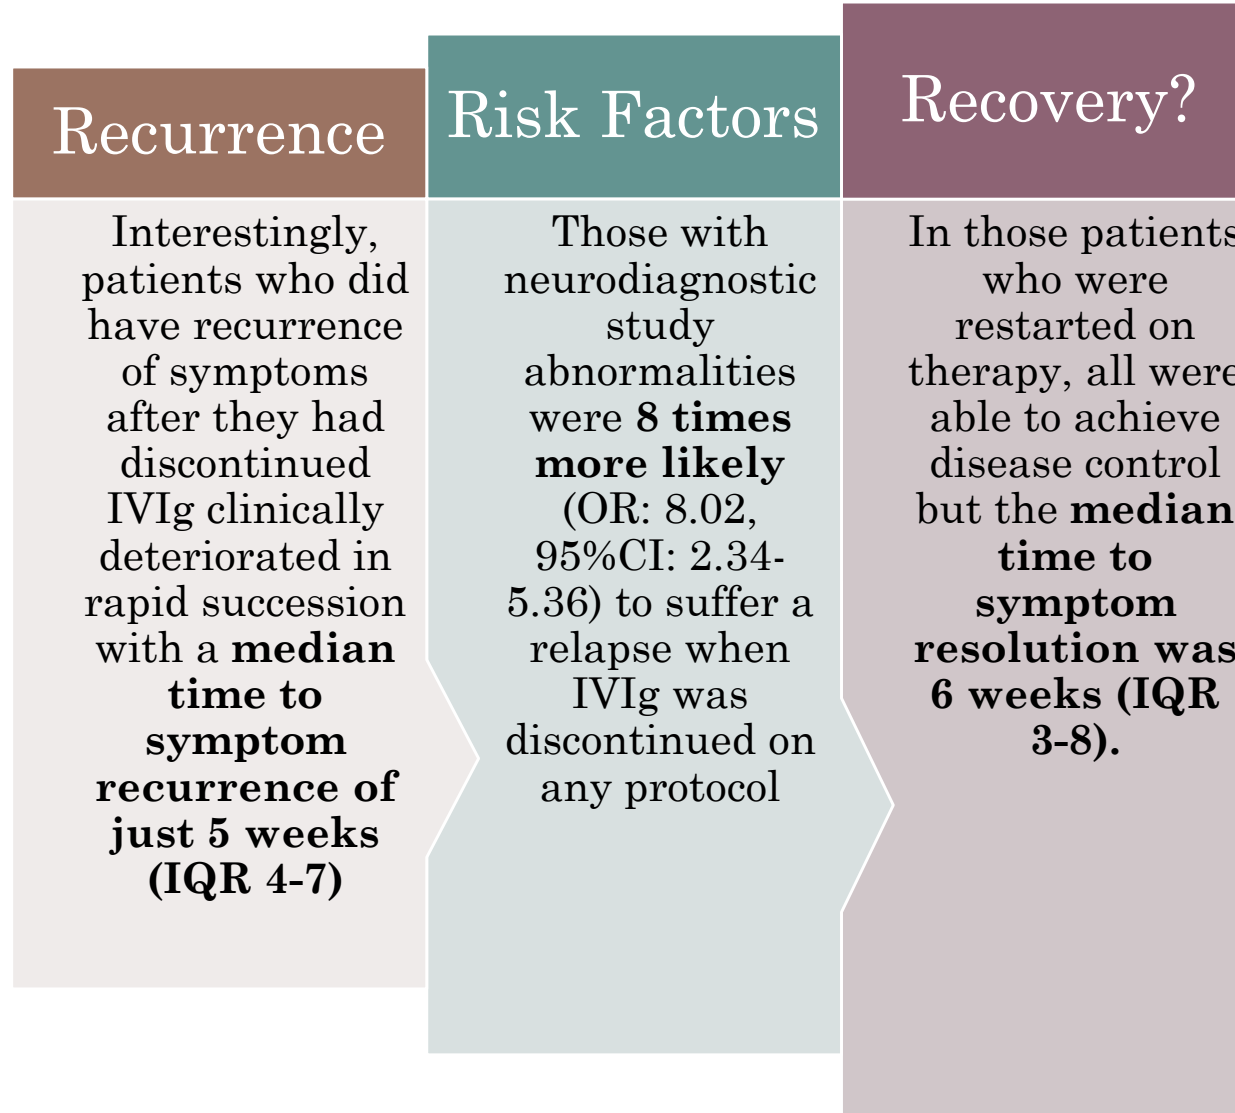 Recurrence
Interestingly,
patients who did
have recurrence
of symptoms
after they had
discontinued
IVIg clinically
deteriorated in
rapid succession
with a median
time to
symptom
recurrence of
just 5 weeks
(IQR 4-7)
Risk Factors
Those with
neurodiagnostic
study
abnormalities
were 8 times
more likely
(OR: 8.02,
95%CI: 2.34-
5.36) to suffer a
relapse when
IVIg was
discontinued on
any protocol
Recovery?
In those patients
who were
restarted on
therapy, all were
able to achieve
disease control
but the median
time to
symptom
resolution was
6 weeks (IQR
3-8).